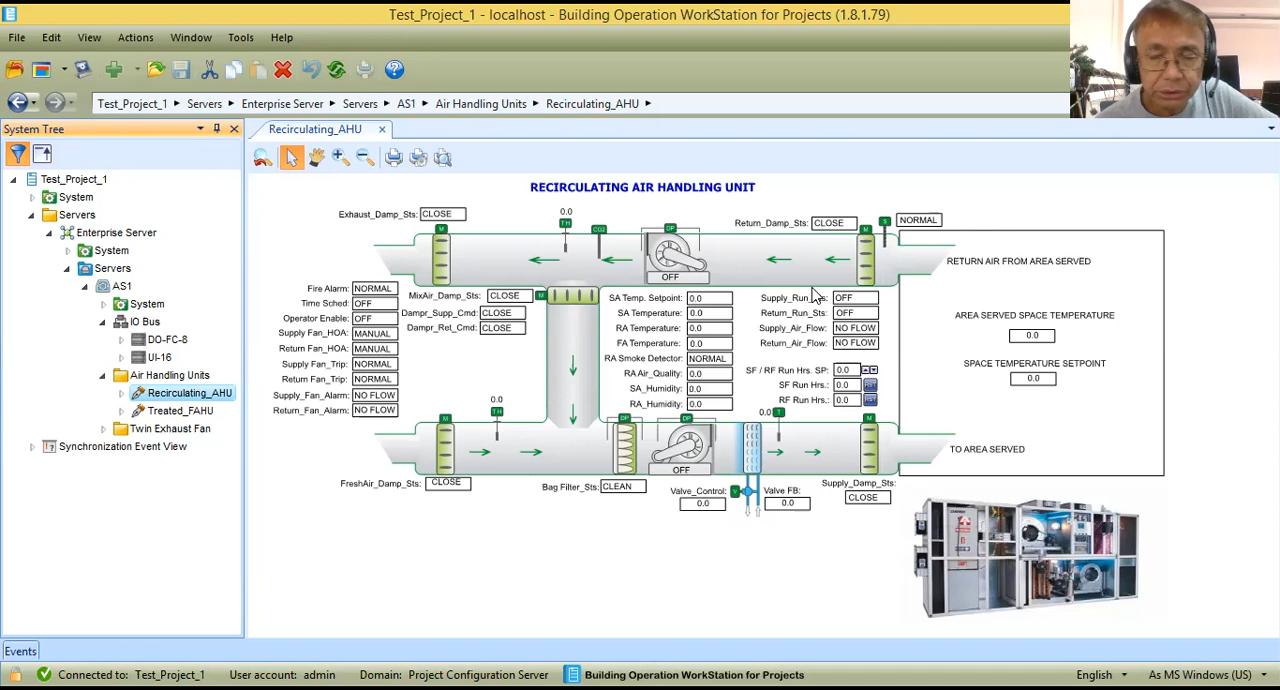 Test_Project_1 - localhost - Building Operation WorkStation for Projects (1.8.1.79)
File Edit View Actions Window Tools Help
Test_Project_1 Servers Enterprise Server Servers AS1 Air Handling Units Recirculating_AHU
System Tree
Recirculating_AHU
Test_Project_1
System
Servers
Enterprise Server
System
Servers
AS1
System
IO Bus
DO-FC-8
UI-16
Air Handling Units
Recirculating_AHU
Treated_FAHU
Twin Exhaust Fan
Synchronization Event View
RECIRCULATING AIR HANDLING UNIT
Exhaust_Damp_Sts: CLOSE
0.0
Return_Damp_Sts: CLOSE
NORMAL
M TH CO2 DP M S
OFF
RETURN AIR FROM AREA SERVED
Fire Alarm: NORMAL
Time Sched: OFF
Operator Enable: OFF
Supply Fan_HOA: MANUAL
Return Fan_HOA: MANUAL
Supply Fan_Trip: NORMAL
Return Fan_Trip: NORMAL
Supply_Fan_Alarm: NO FLOW
Return_Fan_Alarm: NO FLOW
MixAir_Damp_Sts: CLOSE M
Dampr_Supp_Cmd: CLOSE
Dampr_Ret_Cmd: CLOSE
SA Temp. Setpoint: 0.0
SA Temperature: 0.0
RA Temperature: 0.0
FA Temperature: 0.0
RA Smoke Detector: NORMAL
RA Air_Quality: 0.0
SA_Humidity: 0.0
RA_Humidity: 0.0
Supply_Run_Sts: OFF
Return_Run_Sts: OFF
Supply_Air_Flow: NO FLOW
Return_Air_Flow: NO FLOW
SF / RF Run Hrs. SP: 0.0
SF Run Hrs.: 0.0
RF Run Hrs.: 0.0
AREA SERVED SPACE TEMPERATURE
0.0
SPACE TEMPERATURE SETPOINT
0.0
0.0
0.0
M TH DP DP T M
OFF
TO AREA SERVED
FreshAir_Damp_Sts: CLOSE
Bag Filter_Sts: CLEAN
Valve_Control: V
0.0
Valve FB:
0.0
Supply_Damp_Sts:
CLOSE
Events
Connected to: Test_Project_1 User account: admin Domain: Project Configuration Server Building Operation WorkStation for Projects English As MS Windows (US)